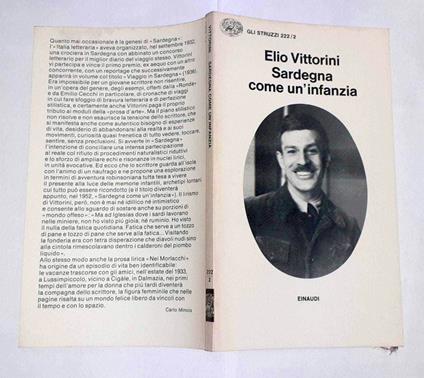 Quanto mai occasionale è la genesi di «Sardegna»:
l'«Italia letteraria» aveva organizzato, nel settembre 1932,
una crociera in Sardegna con abbinato un concorso
letterario per il miglior diario del viaggio stesso. Vittorini
vi partecipa e vince il primo premio, ex aequo con un altro
concorrente, con un reportage che successivamente
apparirà in volume col titolo «Viaggio in Sardegna» (1936).
Era impossibile per un giovane scrittore non risentire,
in un'opera del genere, degli esempi, offerti dalla «Ronda»
e da Emilio Cecchi in particolare, di cronache di viaggi
in cui fare sfoggio di bravura letteraria e di perfezione
stilistica, e certamente anche Vittorini paga il proprio
tributo ai moduli della «prosa d'arte». Ma il piano stilistico
non risolve e non esaurisce la tensione dello scrittore, che
si manifesta anche come autentico bisogno di esperienze
di vita, desiderio di abbandonarsi alla realtà e ai suoi
movimenti, curiosità quasi frenetica di tutto vedere, toccare,
sentire, senza preclusioni. Si avverte in «Sardegna»
l'intenzione di conciliare una intensa partecipazione
al reale col rifiuto di procedimenti naturalistici riduttivi
e lo sforzo di ampliare echi e risonanze in nuclei lirici,
in unità evocative. Ed ecco che lo scrittore guarda all'isola
con l'animo di un naufrago e ne propone una esplorazione
in termini di avventura robinsoniana tutta tesa a vivere
il presente alla luce delle memorie infantili, archetipi lontani
cui tutto può essere ricondotto (e il titolo diventerà
appunto, nel 1952, «Sardegna come un'infanzia»). Il lirismo
di Vittorini, però, non è mai né idillico né intimistico
e consente allo sguardo di sostare anche su porzioni di
«mondo offeso»: «Ma ad Iglesias dove i sardi lavorano
nelle miniere, non ho visto più gioia, né ruminio. Ho visto
il nulla della fatica quotidiana. Fatica che serve a un tozzo
di pane e tozzo di pane che serve alla fatica... Visitando
la fonderia era con tetra disperazione che diavoli nudi sino
alla cintola rimescolavano dentro i calderoni del piombo
liquido».
Allo stesso modo anche la prosa lirica «Nei Morlacchi»
ha origine da un episodio di vita ben identificabile:
le vacanze trascorse con gli amici, nell'estate del 1933,
a Lussimpiccolo, vicino a Cigàle, in Dalmazia, nei primi
tempi dell'amore per la donna che più tardi diventerà
la compagna dello scrittore, la figura femminile che nelle
pagine risalta su un mondo felice libero da vincoli con
il tempo e con lo spazio.
Carlo Minoia
VITTORINI SARDEGNA COME UN'INFANZIA
222
2
GLI STRUZZI 222/2
Elio Vittorini
Sardegna
come un'infanzia
EINAUDI